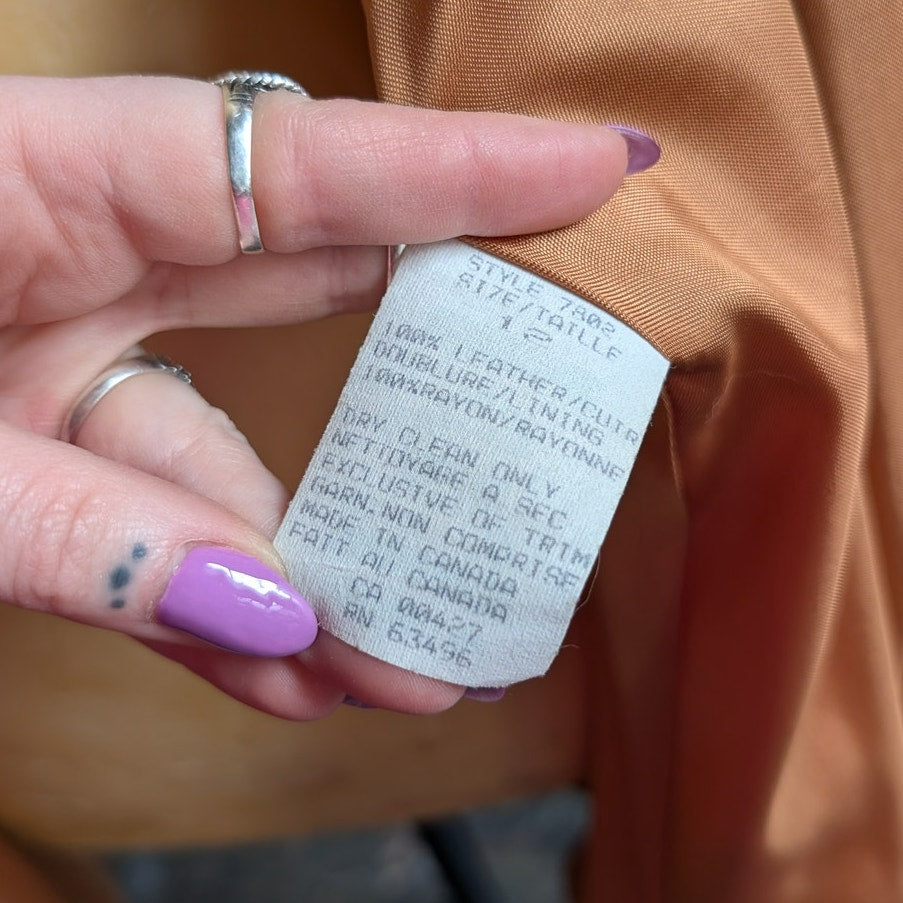 STYLE 7802
SIZE/TAILLE
12
100% LEATHER/CUIR
DOUBLURE/LINING
100%RAYON/RAYONNE
DRY CLEAN ONLY
NETTOYAGE A SEC
EXCLUSIVE OF TRIM
GARN.NON COMPRISE
MADE IN CANADA
FAIT AU CANADA
CA 00427
RN 63496